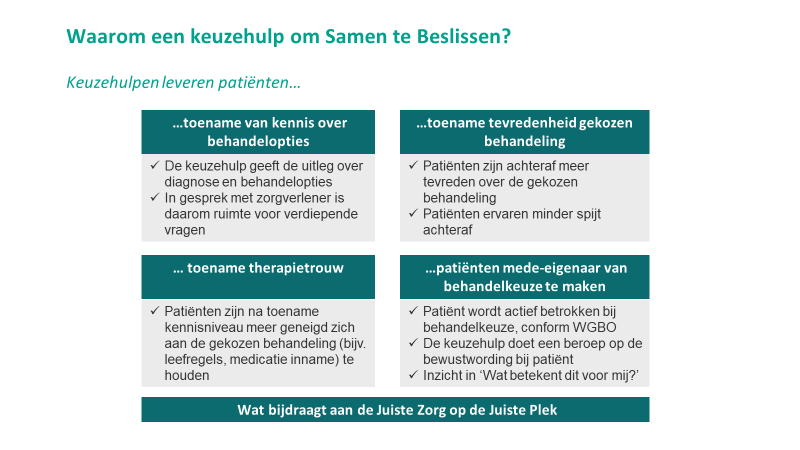 Waarom een keuzehulp om Samen te Beslissen?
Keuzehulpen leveren patiënten…
…toename van kennis over
behandelopties
✓ De keuzehulp geeft de uitleg over
diagnose en behandelopties
✓ In gesprek met zorgverlener is
daarom ruimte voor verdiepende
vragen
…toename tevredenheid gekozen
behandeling
✓ Patiënten zijn achteraf meer
tevreden over de gekozen
behandeling
✓ Patiënten ervaren minder spijt
achteraf
… toename therapietrouw
✓ Patiënten zijn na toename
kennisniveau meer geneigd zich
aan de gekozen behandeling (bijv.
leefregels, medicatie inname) te
houden
…patiënten mede-eigenaar van
behandelkeuze te maken
✓ Patiënt wordt actief betrokken bij
behandelkeuze, conform WGBO
✓ De keuzehulp doet een beroep op de
bewustwording bij patiënt
✓ Inzicht in ‘Wat betekent dit voor mij?’
Wat bijdraagt aan de Juiste Zorg op de Juiste Plek